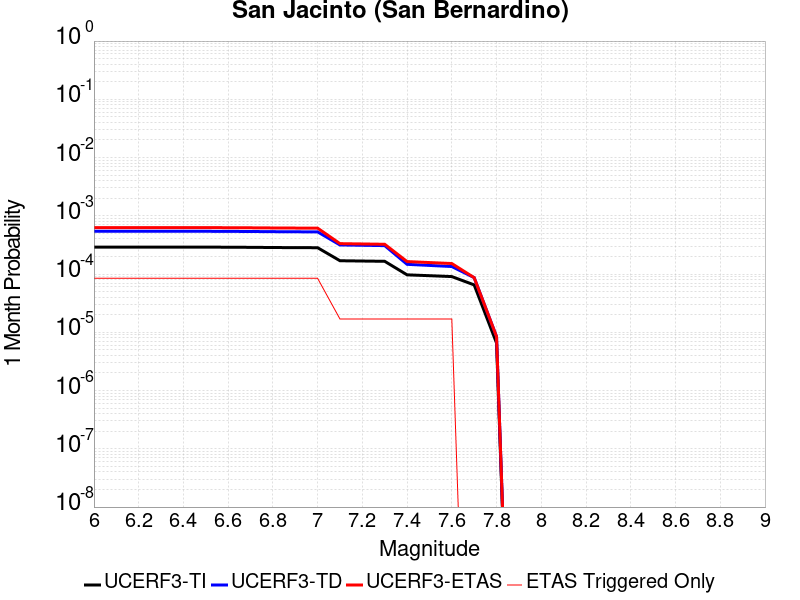 San Jacinto (San Bernardino)
10^0
10^-1
10^-2
10^-3
10^-4
10^-5
10^-6
10^-7
10^-8
1 Month Probability
6 6.2 6.4 6.6 6.8 7 7.2 7.4 7.6 7.8 8 8.2 8.4 8.6 8.8 9
Magnitude
UCERF3-TI UCERF3-TD UCERF3-ETAS ETAS Triggered Only